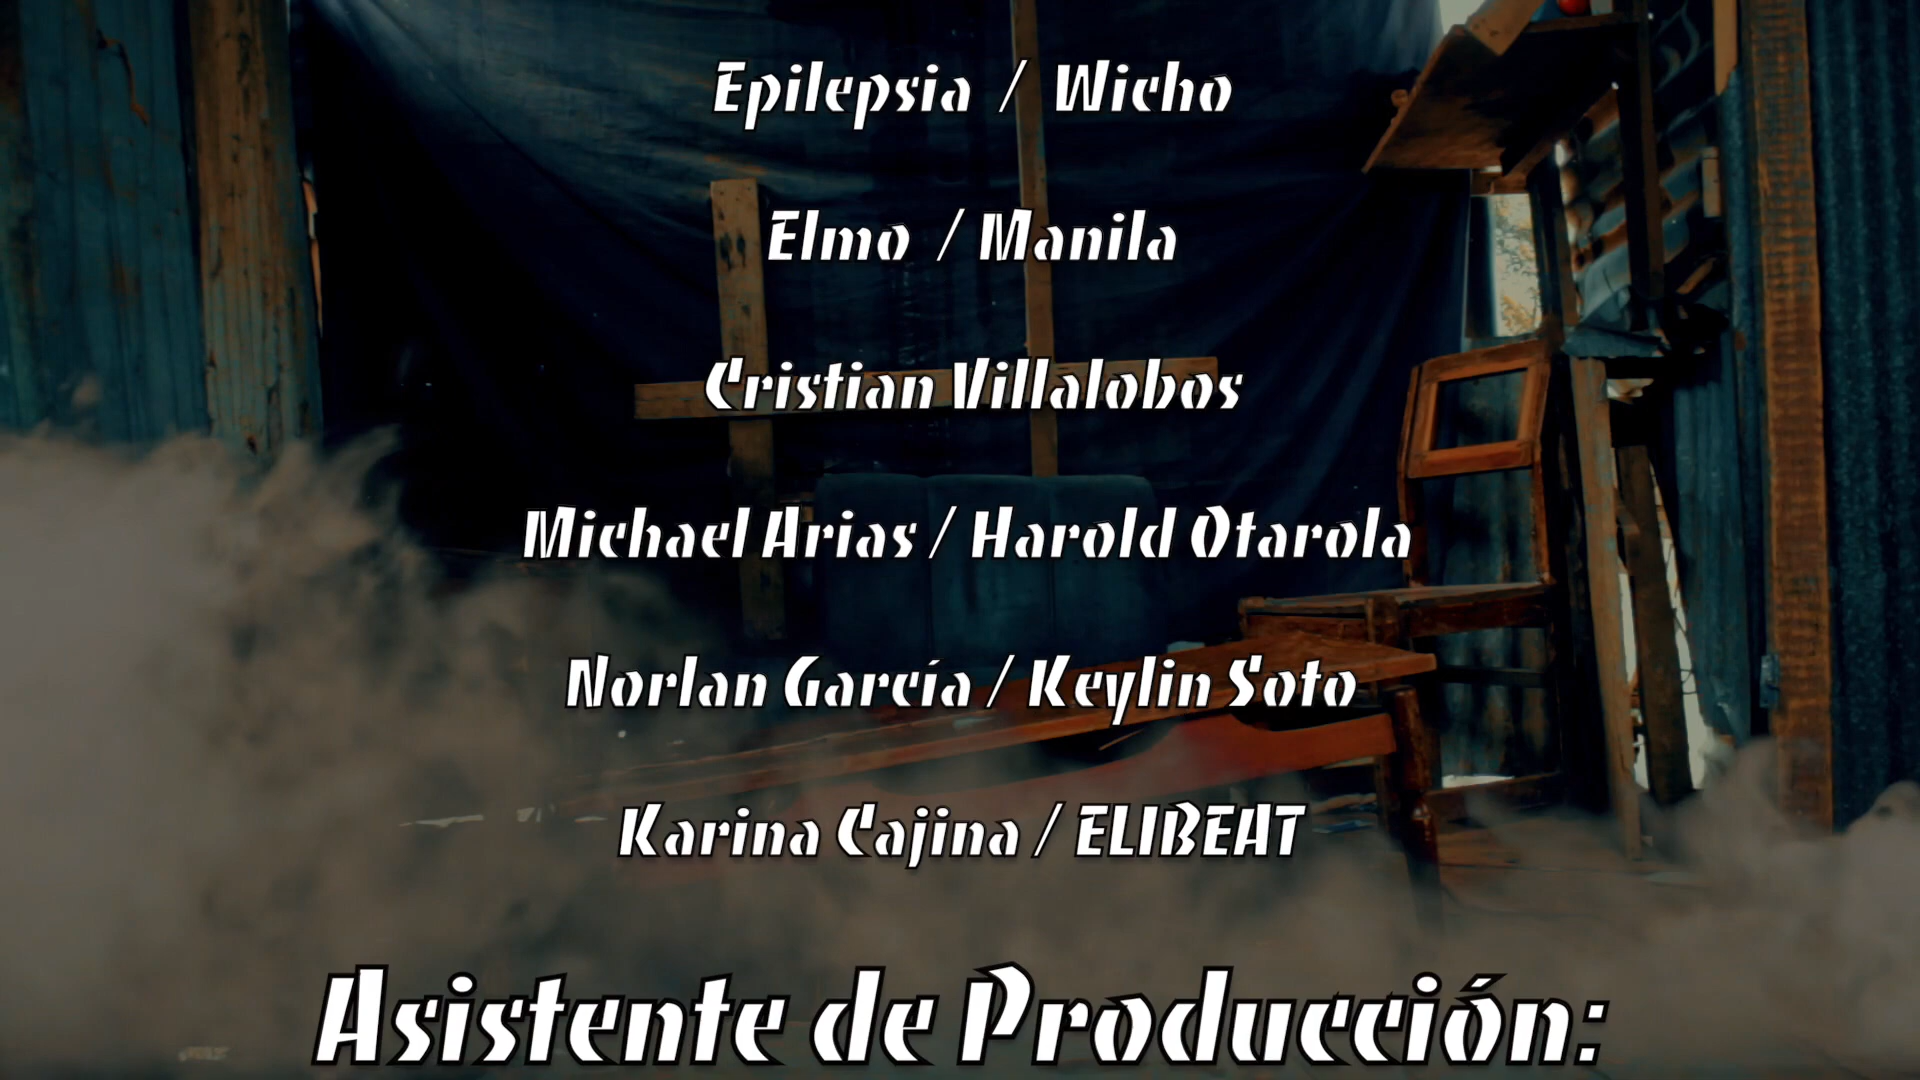 Epilepsia / Wicho
Elmo / Manila
Cristian Villalobos
Michael Arias / Harold Otarola
Norlan García / Keylin Soto
Karina Cajina / ELIBEAT
Asistente de Producción: